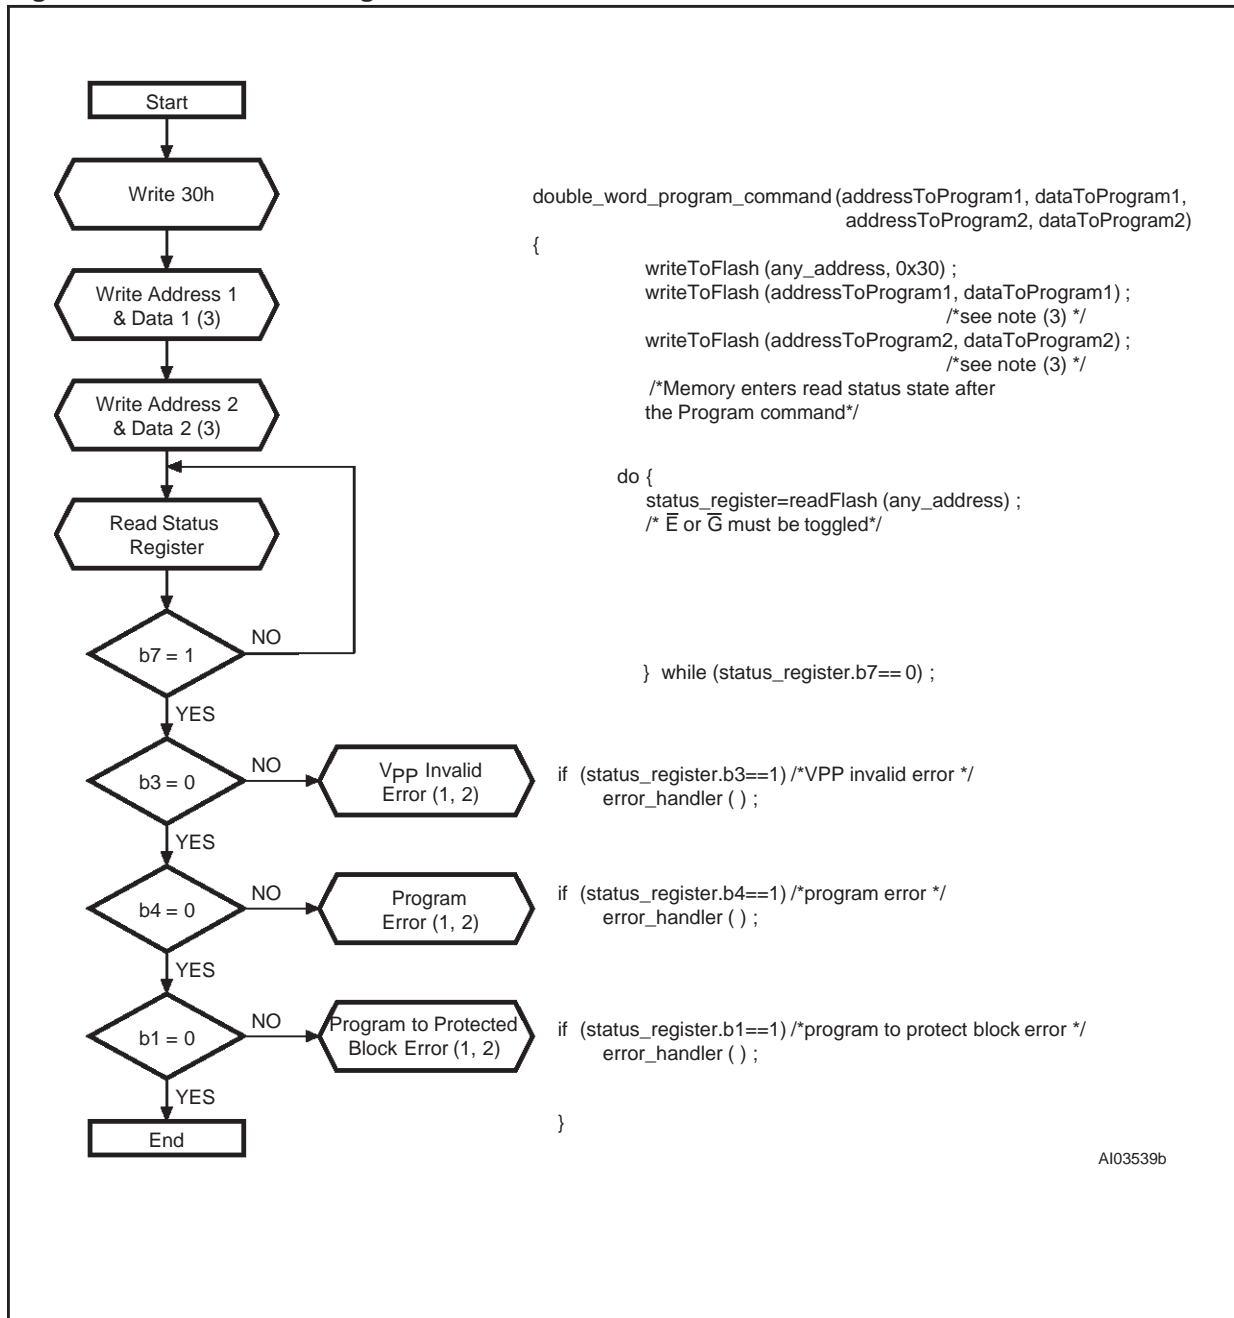 Start
Write 30h
Write Address 1
& Data 1 (3)
Write Address 2
& Data 2 (3)
Read Status
Register
b7 = 1
NO
YES
b3 = 0
NO
VPP Invalid
Error (1, 2)
YES
b4 = 0
NO
Program
Error (1, 2)
YES
b1 = 0
NO
Program to Protected
Block Error (1, 2)
YES
End
double_word_program_command (addressToProgram1, dataToProgram1,
addressToProgram2, dataToProgram2)
{
writeToFlash (any_address, 0x30) ;
writeToFlash (addressToProgram1, dataToProgram1) ;
/*see note (3) */
writeToFlash (addressToProgram2, dataToProgram2) ;
/*see note (3) */
/*Memory enters read status state after
the Program command*/
do {
status_register=readFlash (any_address) ;
/* E̅ or G̅ must be toggled*/
} while (status_register.b7== 0) ;
if (status_register.b3==1) /*VPP invalid error */
error_handler ( ) ;
if (status_register.b4==1) /*program error */
error_handler ( ) ;
if (status_register.b1==1) /*program to protect block error */
error_handler ( ) ;
}
AI03539b